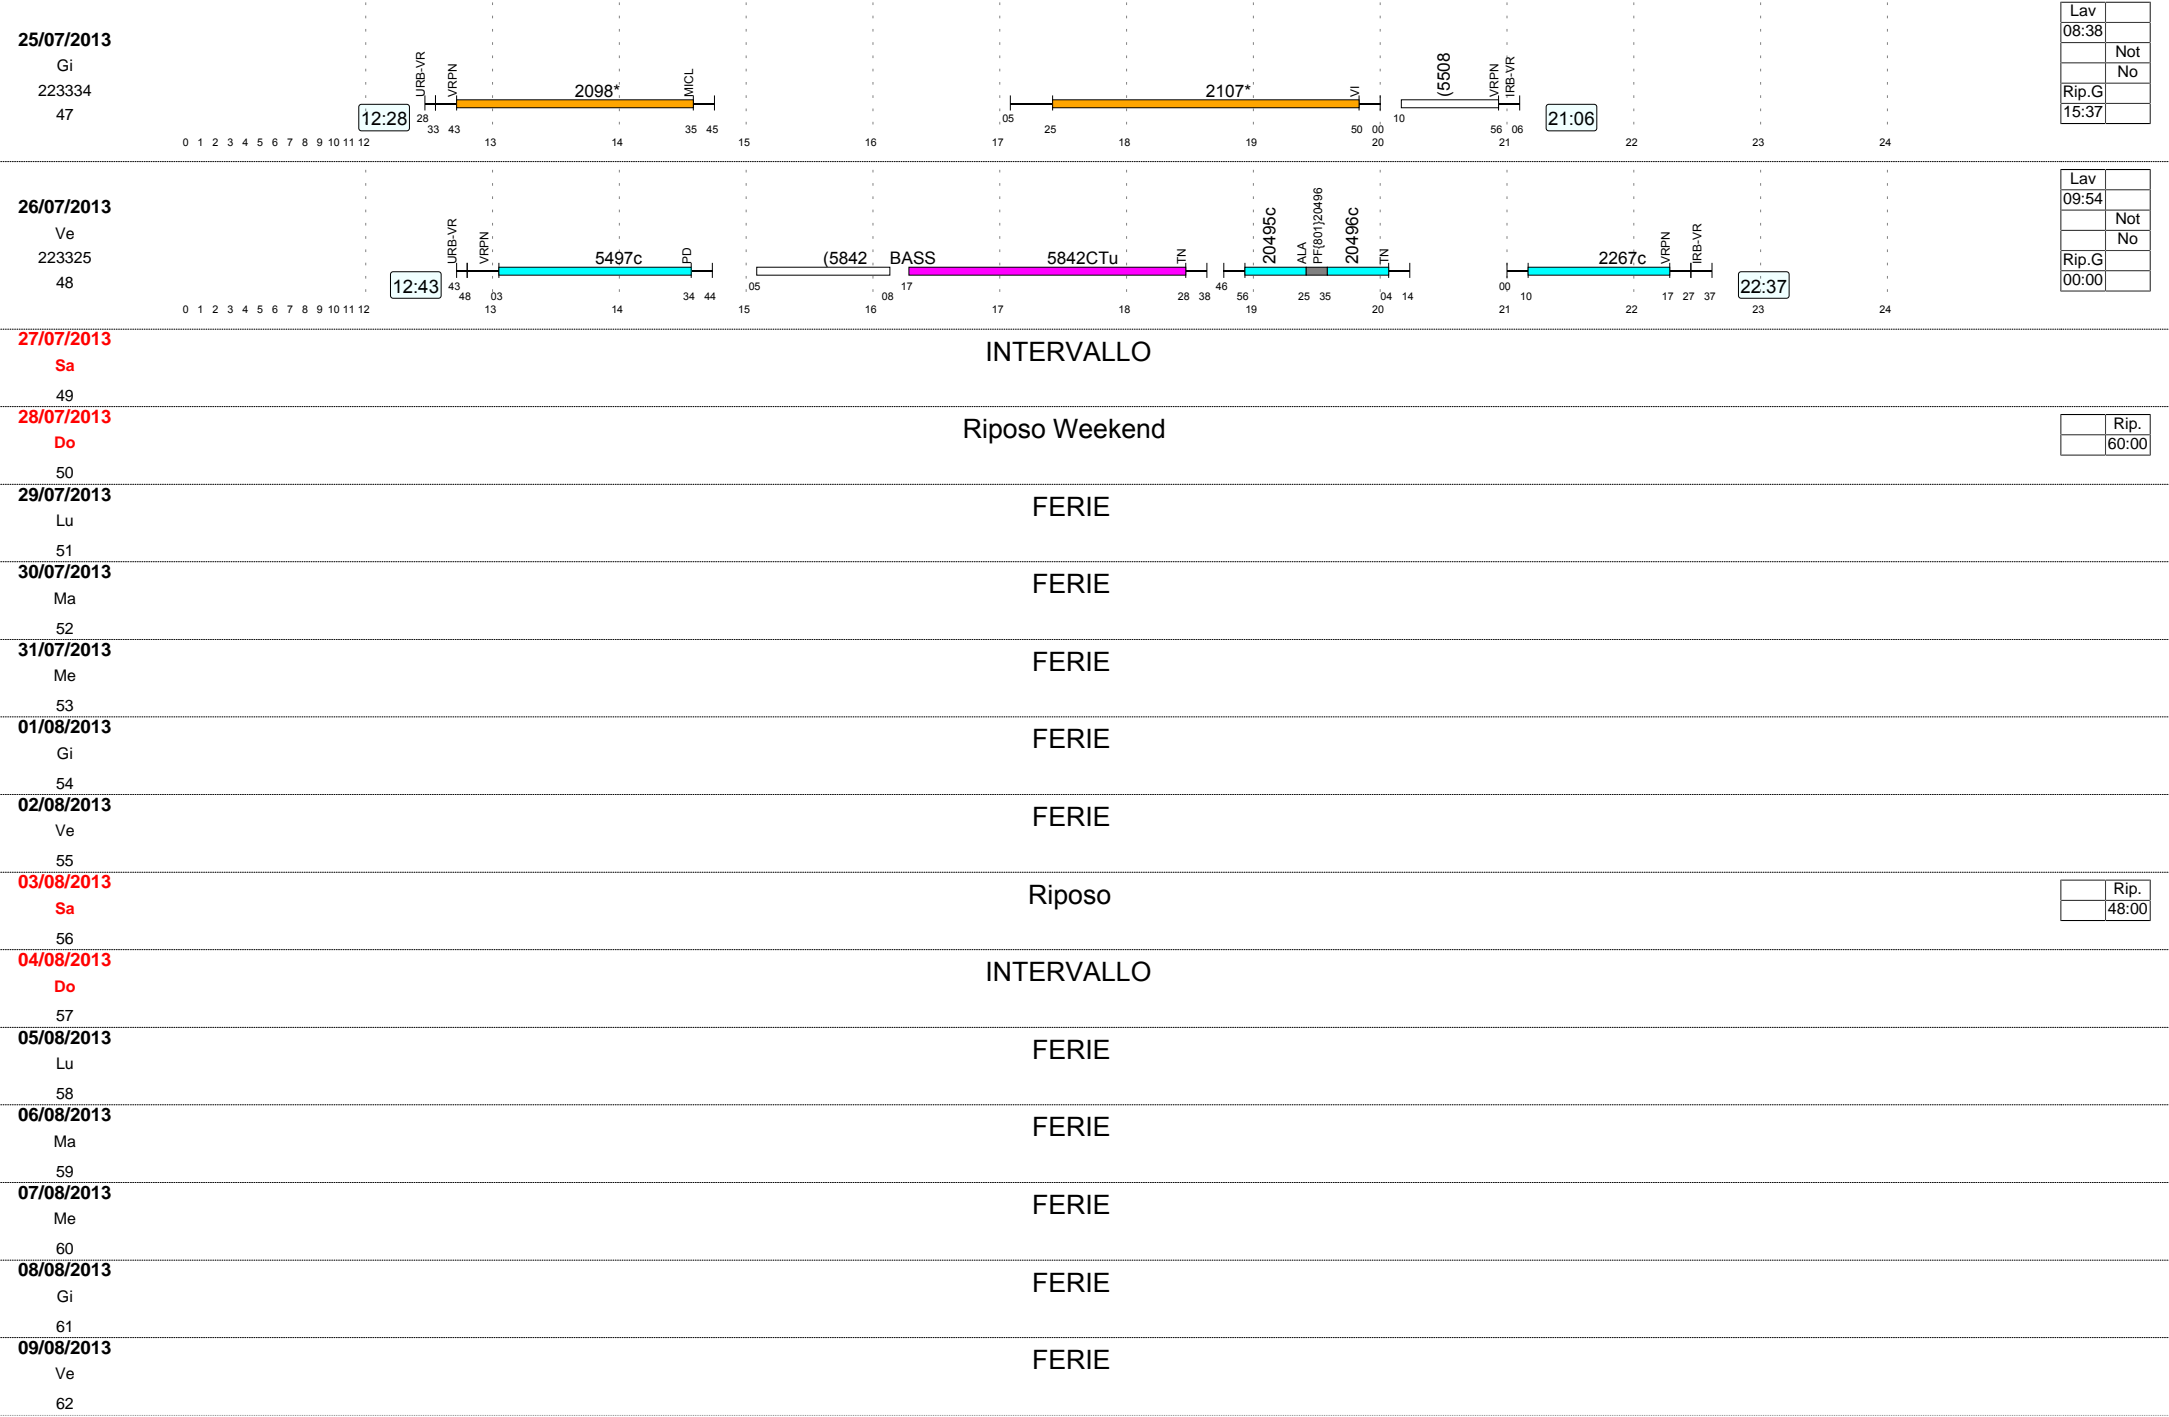 25/07/2013
Gi
223334
47
12:28
URB-VR
VRPN
2098*
MICL
2107*
VI
(5508
VRPN
IRB-VR
21:06
28 33 43 35 45 05 25 50 00 10 56 06
0 1 2 3 4 5 6 7 8 9 10 11 12 13 14 15 16 17 18 19 20 21 22 23 24
Lav
08:38
Not
No
Rip.G
15:37
26/07/2013
Ve
223325
48
12:43
URB-VR
VRPN
5497c
PD
(5842
BASS
5842CTu
TN
20495c
ALA
PF{801}20496
20496c
TN
2267c
VRPN
IRB-VR
22:37
43 48 03 34 44 05 08 17 28 38 46 56 25 35 04 14 00 10 17 27 37
0 1 2 3 4 5 6 7 8 9 10 11 12 13 14 15 16 17 18 19 20 21 22 23 24
Lav
09:54
Not
No
Rip.G
00:00
27/07/2013
Sa
49
INTERVALLO
28/07/2013
Do
50
Riposo Weekend
Rip.
60:00
29/07/2013
Lu
51
FERIE
30/07/2013
Ma
52
FERIE
31/07/2013
Me
53
FERIE
01/08/2013
Gi
54
FERIE
02/08/2013
Ve
55
FERIE
03/08/2013
Sa
56
Riposo
Rip.
48:00
04/08/2013
Do
57
INTERVALLO
05/08/2013
Lu
58
FERIE
06/08/2013
Ma
59
FERIE
07/08/2013
Me
60
FERIE
08/08/2013
Gi
61
FERIE
09/08/2013
Ve
62
FERIE